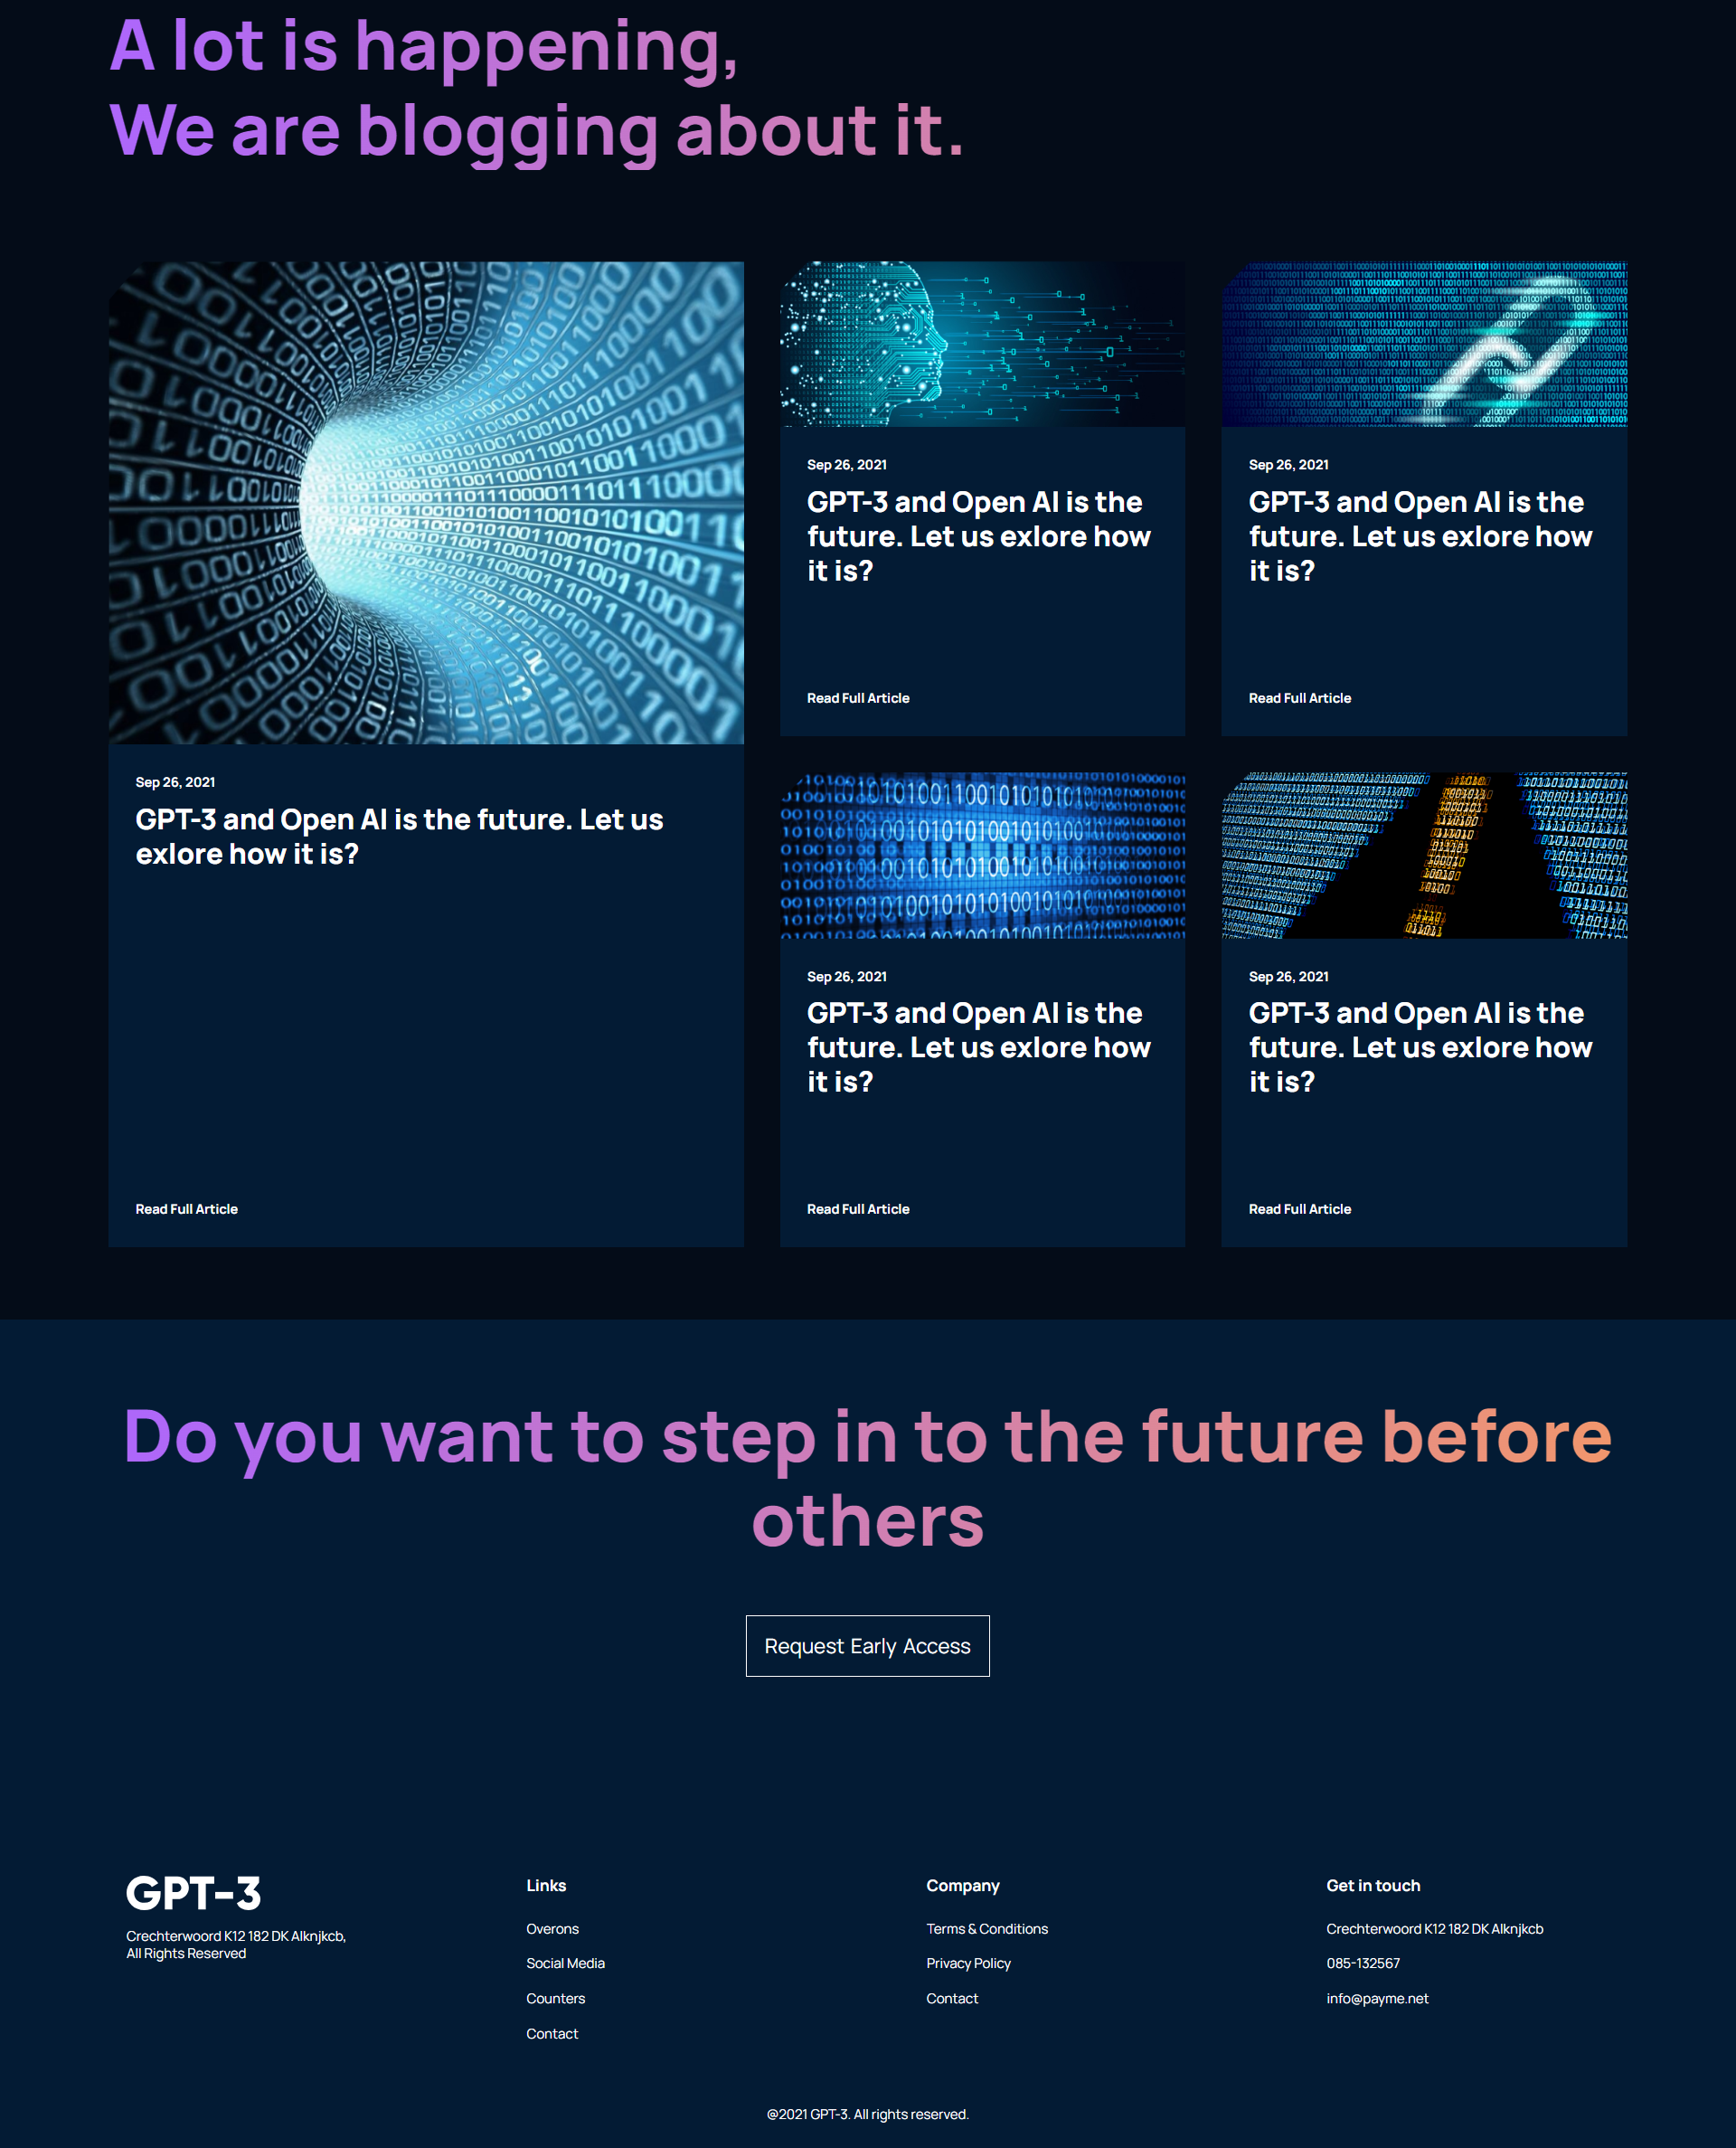 A lot is happening,
We are blogging about it.
Sep 26, 2021
GPT-3 and Open AI is the future. Let us
exlore how it is?
Read Full Article
Sep 26, 2021
GPT-3 and Open AI is the
future. Let us exlore how
it is?
Read Full Article
Sep 26, 2021
GPT-3 and Open AI is the
future. Let us exlore how
it is?
Read Full Article
Sep 26, 2021
GPT-3 and Open AI is the
future. Let us exlore how
it is?
Read Full Article
Sep 26, 2021
GPT-3 and Open AI is the
future. Let us exlore how
it is?
Read Full Article
Do you want to step in to the future before
others
Request Early Access
GPT-3
Crechterwoord K12 182 DK Alknjkcb,
All Rights Reserved
Links
Overons
Social Media
Counters
Contact
Company
Terms & Conditions
Privacy Policy
Contact
Get in touch
Crechterwoord K12 182 DK Alknjkcb
085-132567
info@payme.net
@2021 GPT-3. All rights reserved.